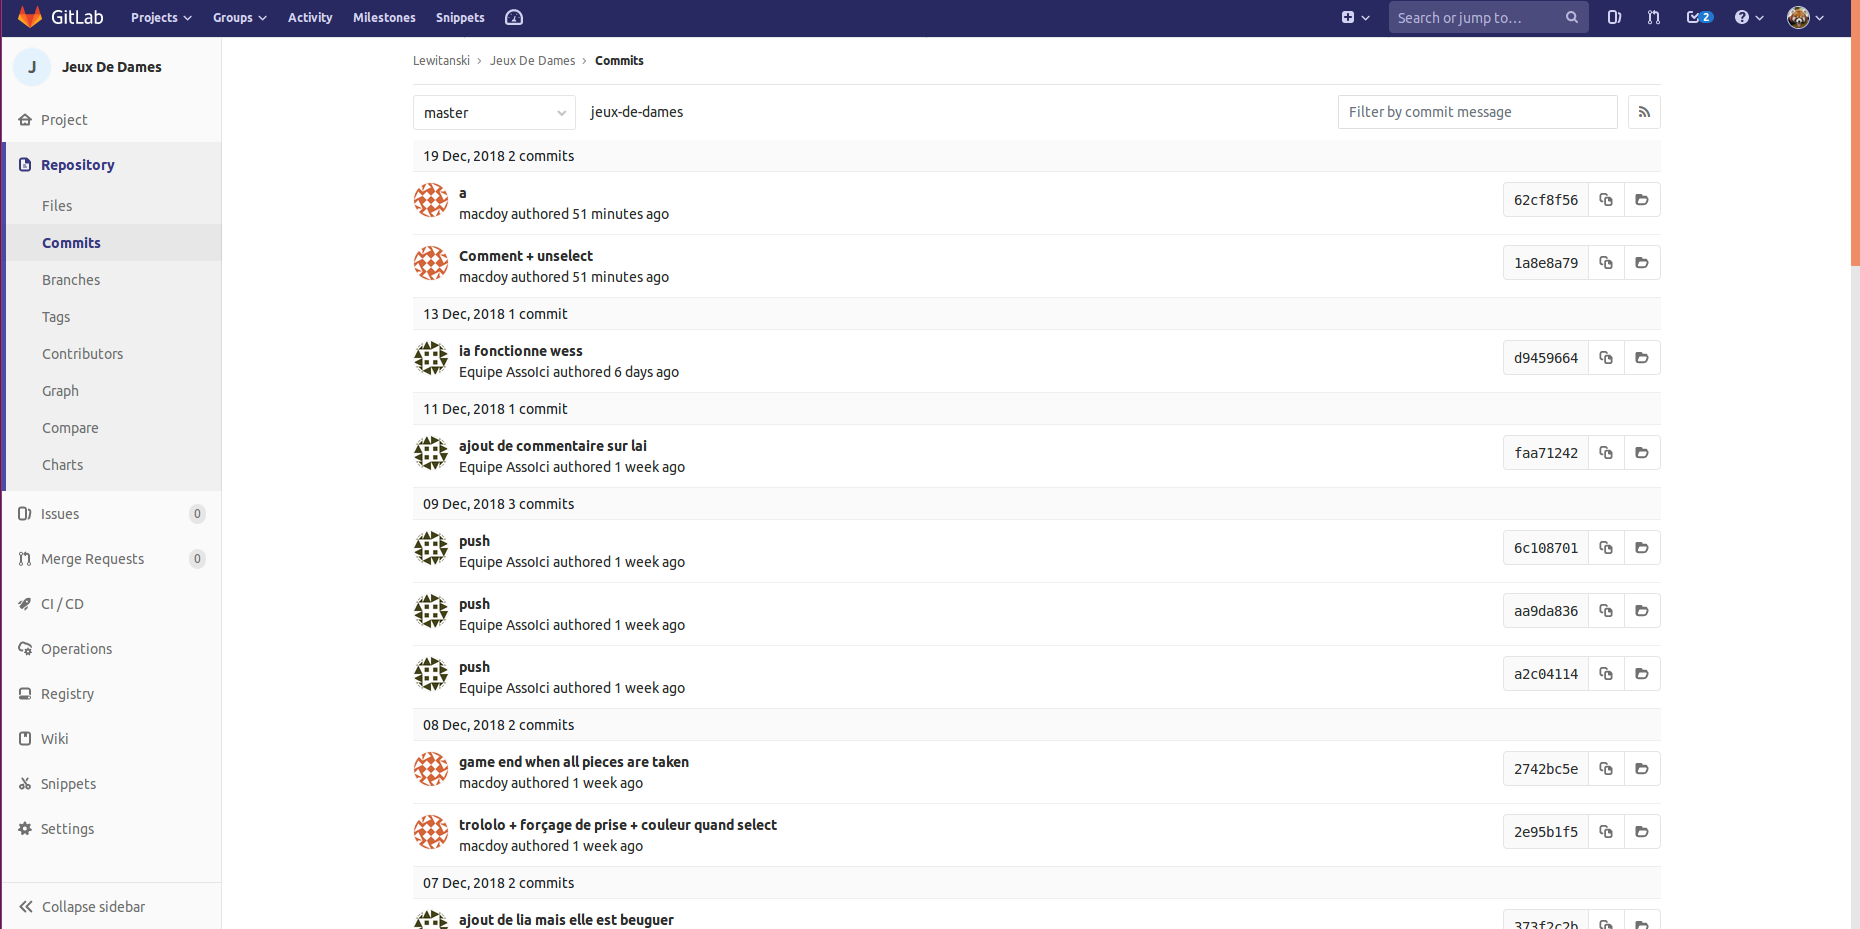 GitLab Projects Groups Activity Milestones Snippets Search or jump to... 2
J Jeux De Dames
Project
Repository
Files
Commits
Branches
Tags
Contributors
Graph
Compare
Charts
Issues 0
Merge Requests 0
CI / CD
Operations
Registry
Wiki
Snippets
Settings
Collapse sidebar
Lewitanski › Jeux De Dames › Commits
master jeux-de-dames Filter by commit message
19 Dec, 2018 2 commits
a
macdoy authored 51 minutes ago 62cf8f56
Comment + unselect
macdoy authored 51 minutes ago 1a8e8a79
13 Dec, 2018 1 commit
ia fonctionne wess
Equipe AssoIci authored 6 days ago d9459664
11 Dec, 2018 1 commit
ajout de commentaire sur lai
Equipe AssoIci authored 1 week ago faa71242
09 Dec, 2018 3 commits
push
Equipe AssoIci authored 1 week ago 6c108701
push
Equipe AssoIci authored 1 week ago aa9da836
push
Equipe AssoIci authored 1 week ago a2c04114
08 Dec, 2018 2 commits
game end when all pieces are taken
macdoy authored 1 week ago 2742bc5e
trololo + forçage de prise + couleur quand select
macdoy authored 1 week ago 2e95b1f5
07 Dec, 2018 2 commits
ajout de lia mais elle est beuguer
373f2c2b